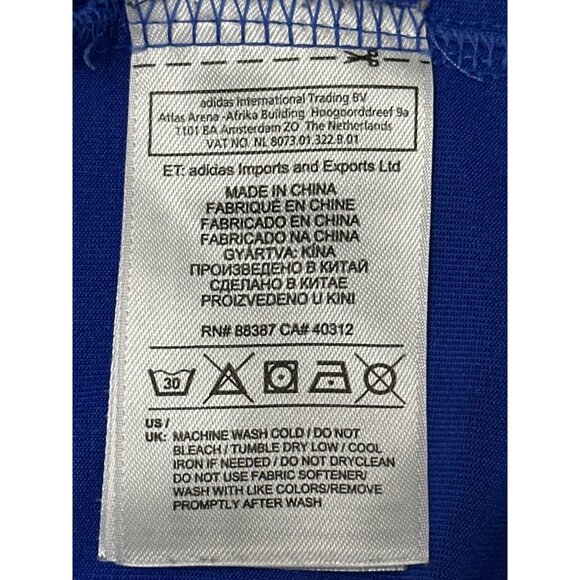 adidas International Trading BV
Atlas Arena -Afrika Building Hoogoorddreef 9a
1101 BA Amsterdam ZO The Netherlands
VAT NO. NL 8073.01.322.B.01
ET: adidas Imports and Exports Ltd
MADE IN CHINA
FABRIQUÉ EN CHINE
FABRICADO EN CHINA
FABRICADO NA CHINA
GYÁRTVA: KÍNA
ПРОИЗВЕДЕНО В КИТАЙ
СДЕЛАНО В КИТАЕ
PROIZVEDENO U KINI
RN# 88387 CA# 40312
30
US /
UK: MACHINE WASH COLD / DO NOT
BLEACH / TUMBLE DRY LOW / COOL
IRON IF NEEDED / DO NOT DRYCLEAN
DO NOT USE FABRIC SOFTENER/
WASH WITH LIKE COLORS/REMOVE
PROMPTLY AFTER WASH